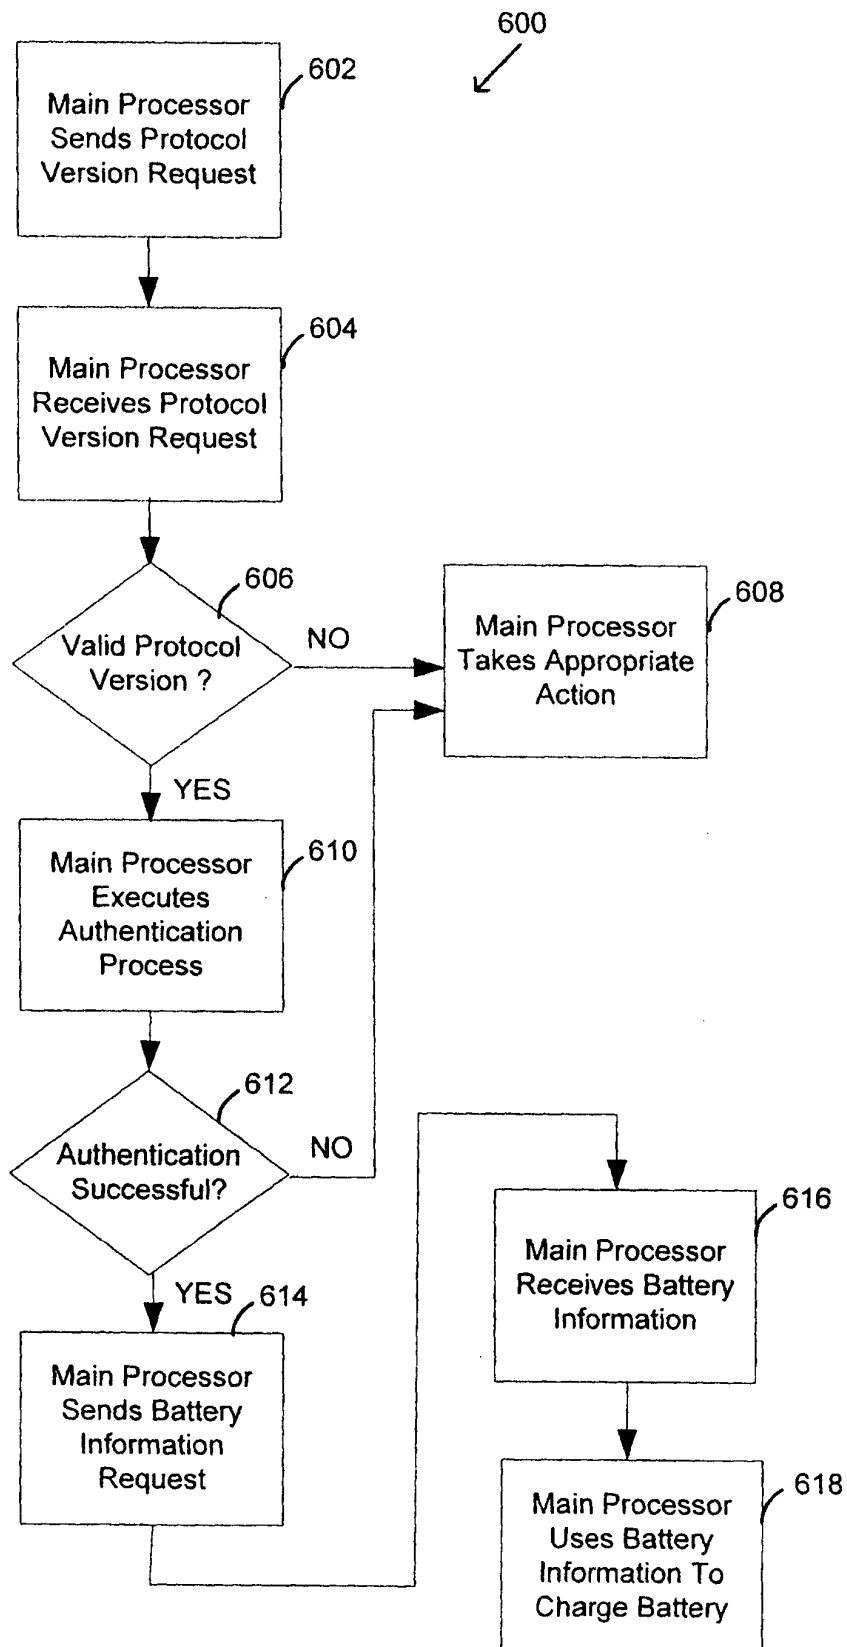 600
602
Main Processor
Sends Protocol
Version Request
604
Main Processor
Receives Protocol
Version Request
606
Valid Protocol
Version ?
NO
608
Main Processor
Takes Appropriate
Action
YES
610
Main Processor
Executes
Authentication
Process
612
Authentication
Successful?
NO
YES
614
Main Processor
Sends Battery
Information
Request
616
Main Processor
Receives Battery
Information
618
Main Processor
Uses Battery
Information To
Charge Battery